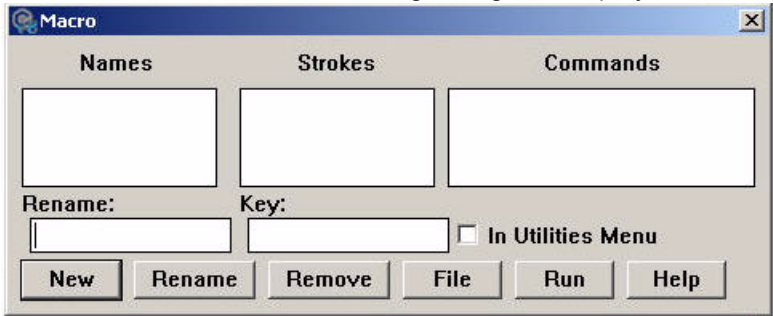 Macro
Names Strokes Commands
Rename: Key:
In Utilities Menu
New Rename Remove File Run Help